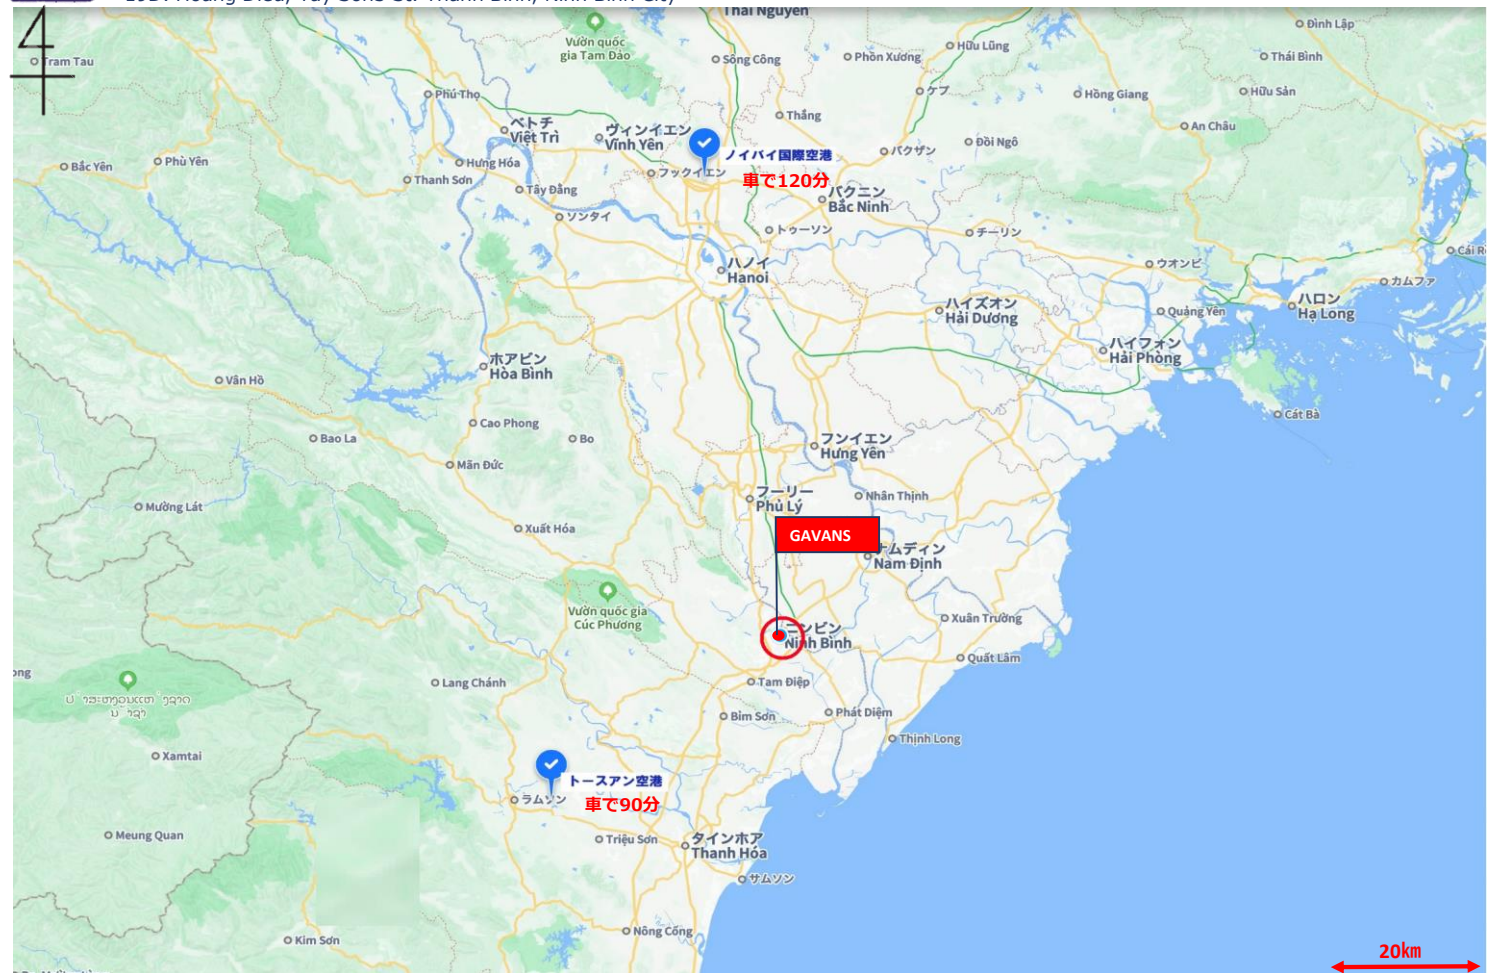 Thai Nguyen
Đình Lập
4
Vườn quốc
gia Tam Đảo
Hữu Lũng
Tram Tau
Sông Công
Phồn Xương
Thái Bình
Phú Thọ
ケプ
Hồng Giang
Hữu Sản
Thắng
ベトチ
Việt Trì
ヴィンイエン
Vĩnh Yên
An Châu
ノイバイ国際空港
バクザン
Đồi Ngô
Bắc Yên
Phù Yên
Hưng Hóa
フックイエン
車で120分
Thanh Sơn
Tây Đằng
バクニン
Bắc Ninh
ソンタイ
トゥーソン
チーリン
ハノイ
Hanoi
ウオンビ
カムファ
ハイズオン
Hải Dương
Quảng Yên
ハロン
Hạ Long
ハイフォン
Hải Phòng
ホアビン
Hòa Bình
Vân Hồ
Cát Bà
Cao Phong
Bao La
Bo
フンイエン
Hưng Yên
Mãn Đức
フーリー
Phủ Lý
Nhân Thịnh
Mường Lát
Xuất Hóa
GAVANS
ナムディン
Nam Định
Vườn quốc gia
Cúc Phương
ニンビン
Ninh Bình
Xuân Trường
Quất Lâm
Lang Chánh
Tam Điệp
Bỉm Sơn
Phát Diệm
Thịnh Long
Xamtai
トースアン空港
ラムソン
車で90分
Meung Quan
Triệu Sơn
タインホア
Thanh Hóa
サムソン
Nông Cống
Kim Sơn
20km